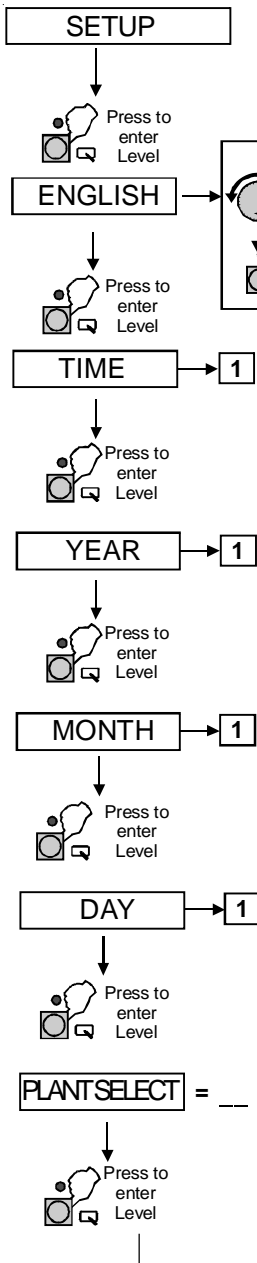 SETUP
Press to
enter
Level
ENGLISH
Press to
enter
Level
TIME 1
Press to
enter
Level
YEAR 1
Press to
enter
Level
MONTH 1
Press to
enter
Level
DAY 1
Press to
enter
Level
PLANT SELECT = __
Press to
enter
Level